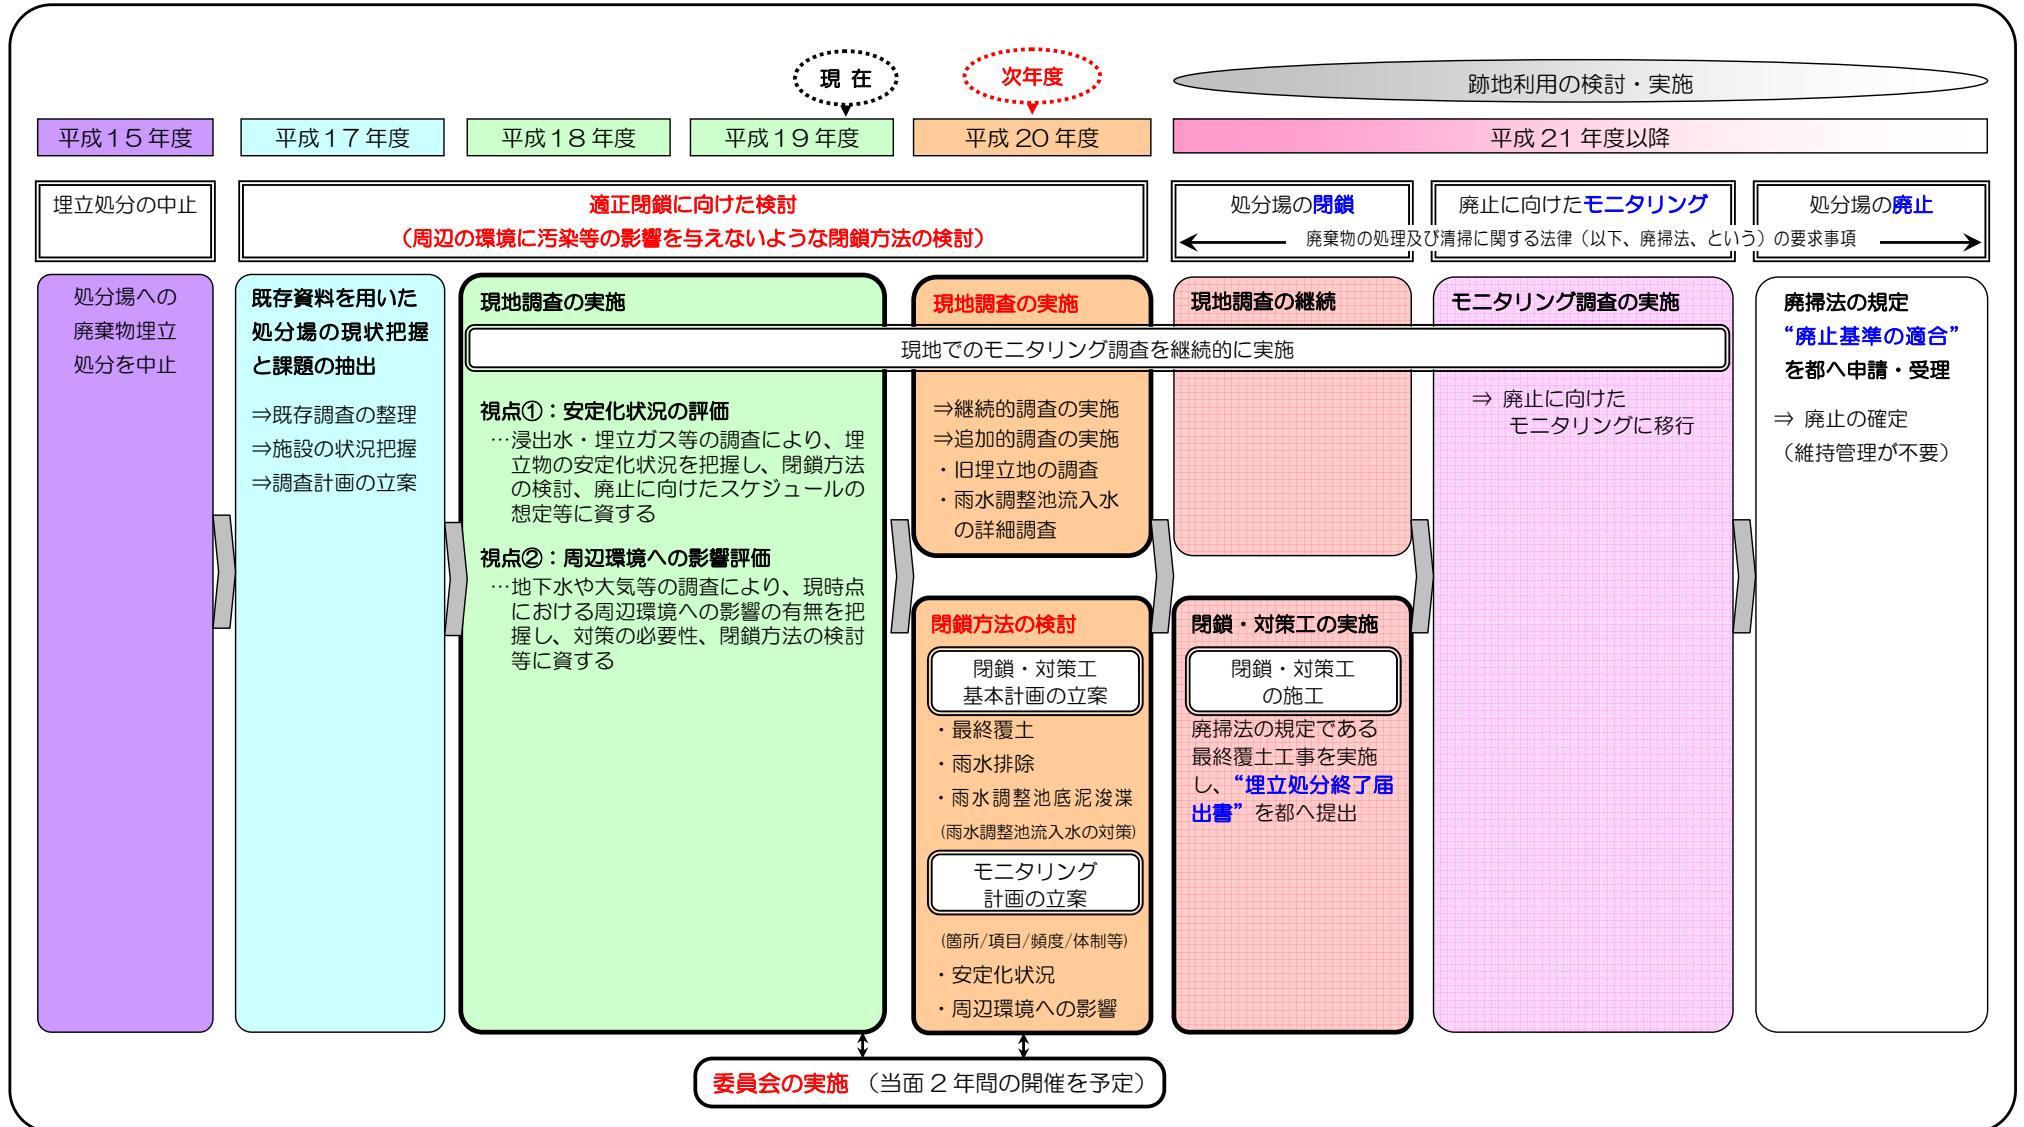 現 在
次年度
跡地利用の検討・実施
平成15年度
平成17年度
平成18年度
平成19年度
平成 20 年度
平成 21 年度以降
埋立処分の中止
適正閉鎖に向けた検討
（周辺の環境に汚染等の影響を与えないような閉鎖方法の検討）
処分場の閉鎖
廃止に向けたモニタリング
処分場の廃止
廃棄物の処理及び清掃に関する法律（以下、廃掃法、という）の要求事項
処分場への
廃棄物埋立
処分を中止
既存資料を用いた
処分場の現状把握
と課題の抽出
⇒既存調査の整理
⇒施設の状況把握
⇒調査計画の立案
現地調査の実施
現地でのモニタリング調査を継続的に実施
視点①：安定化状況の評価
…浸出水・埋立ガス等の調査により、埋
立物の安定化状況を把握し、閉鎖方法
の検討、廃止に向けたスケジュールの
想定等に資する
視点②：周辺環境への影響評価
…地下水や大気等の調査により、現時点
における周辺環境への影響の有無を把
握し、対策の必要性、閉鎖方法の検討
等に資する
現地調査の実施
⇒継続的調査の実施
⇒追加的調査の実施
・旧埋立地の調査
・雨水調整池流入水
の詳細調査
閉鎖方法の検討
閉鎖・対策工
基本計画の立案
・最終覆土
・雨水排除
・雨水調整池底泥浚渫
(雨水調整池流入水の対策)
モニタリング
計画の立案
(箇所/項目/頻度/体制等)
・安定化状況
・周辺環境への影響
現地調査の継続
閉鎖・対策工の実施
閉鎖・対策工
の施工
廃掃法の規定である
最終覆土工事を実施
し、“埋立処分終了届
出書”を都へ提出
モニタリング調査の実施
⇒ 廃止に向けた
モニタリングに移行
廃掃法の規定
“廃止基準の適合”
を都へ申請・受理
⇒ 廃止の確定
（維持管理が不要）
委員会の実施 （当面 2 年間の開催を予定）